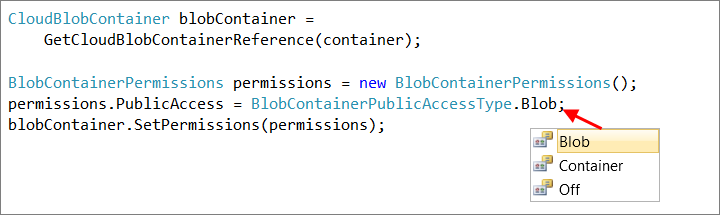 CloudBlobContainer blobContainer =
GetCloudBlobContainerReference(container);
BlobContainerPermissions permissions = new BlobContainerPermissions();
permissions.PublicAccess = BlobContainerPublicAccessType.Blob;
blobContainer.SetPermissions(permissions);
Blob
Container
Off